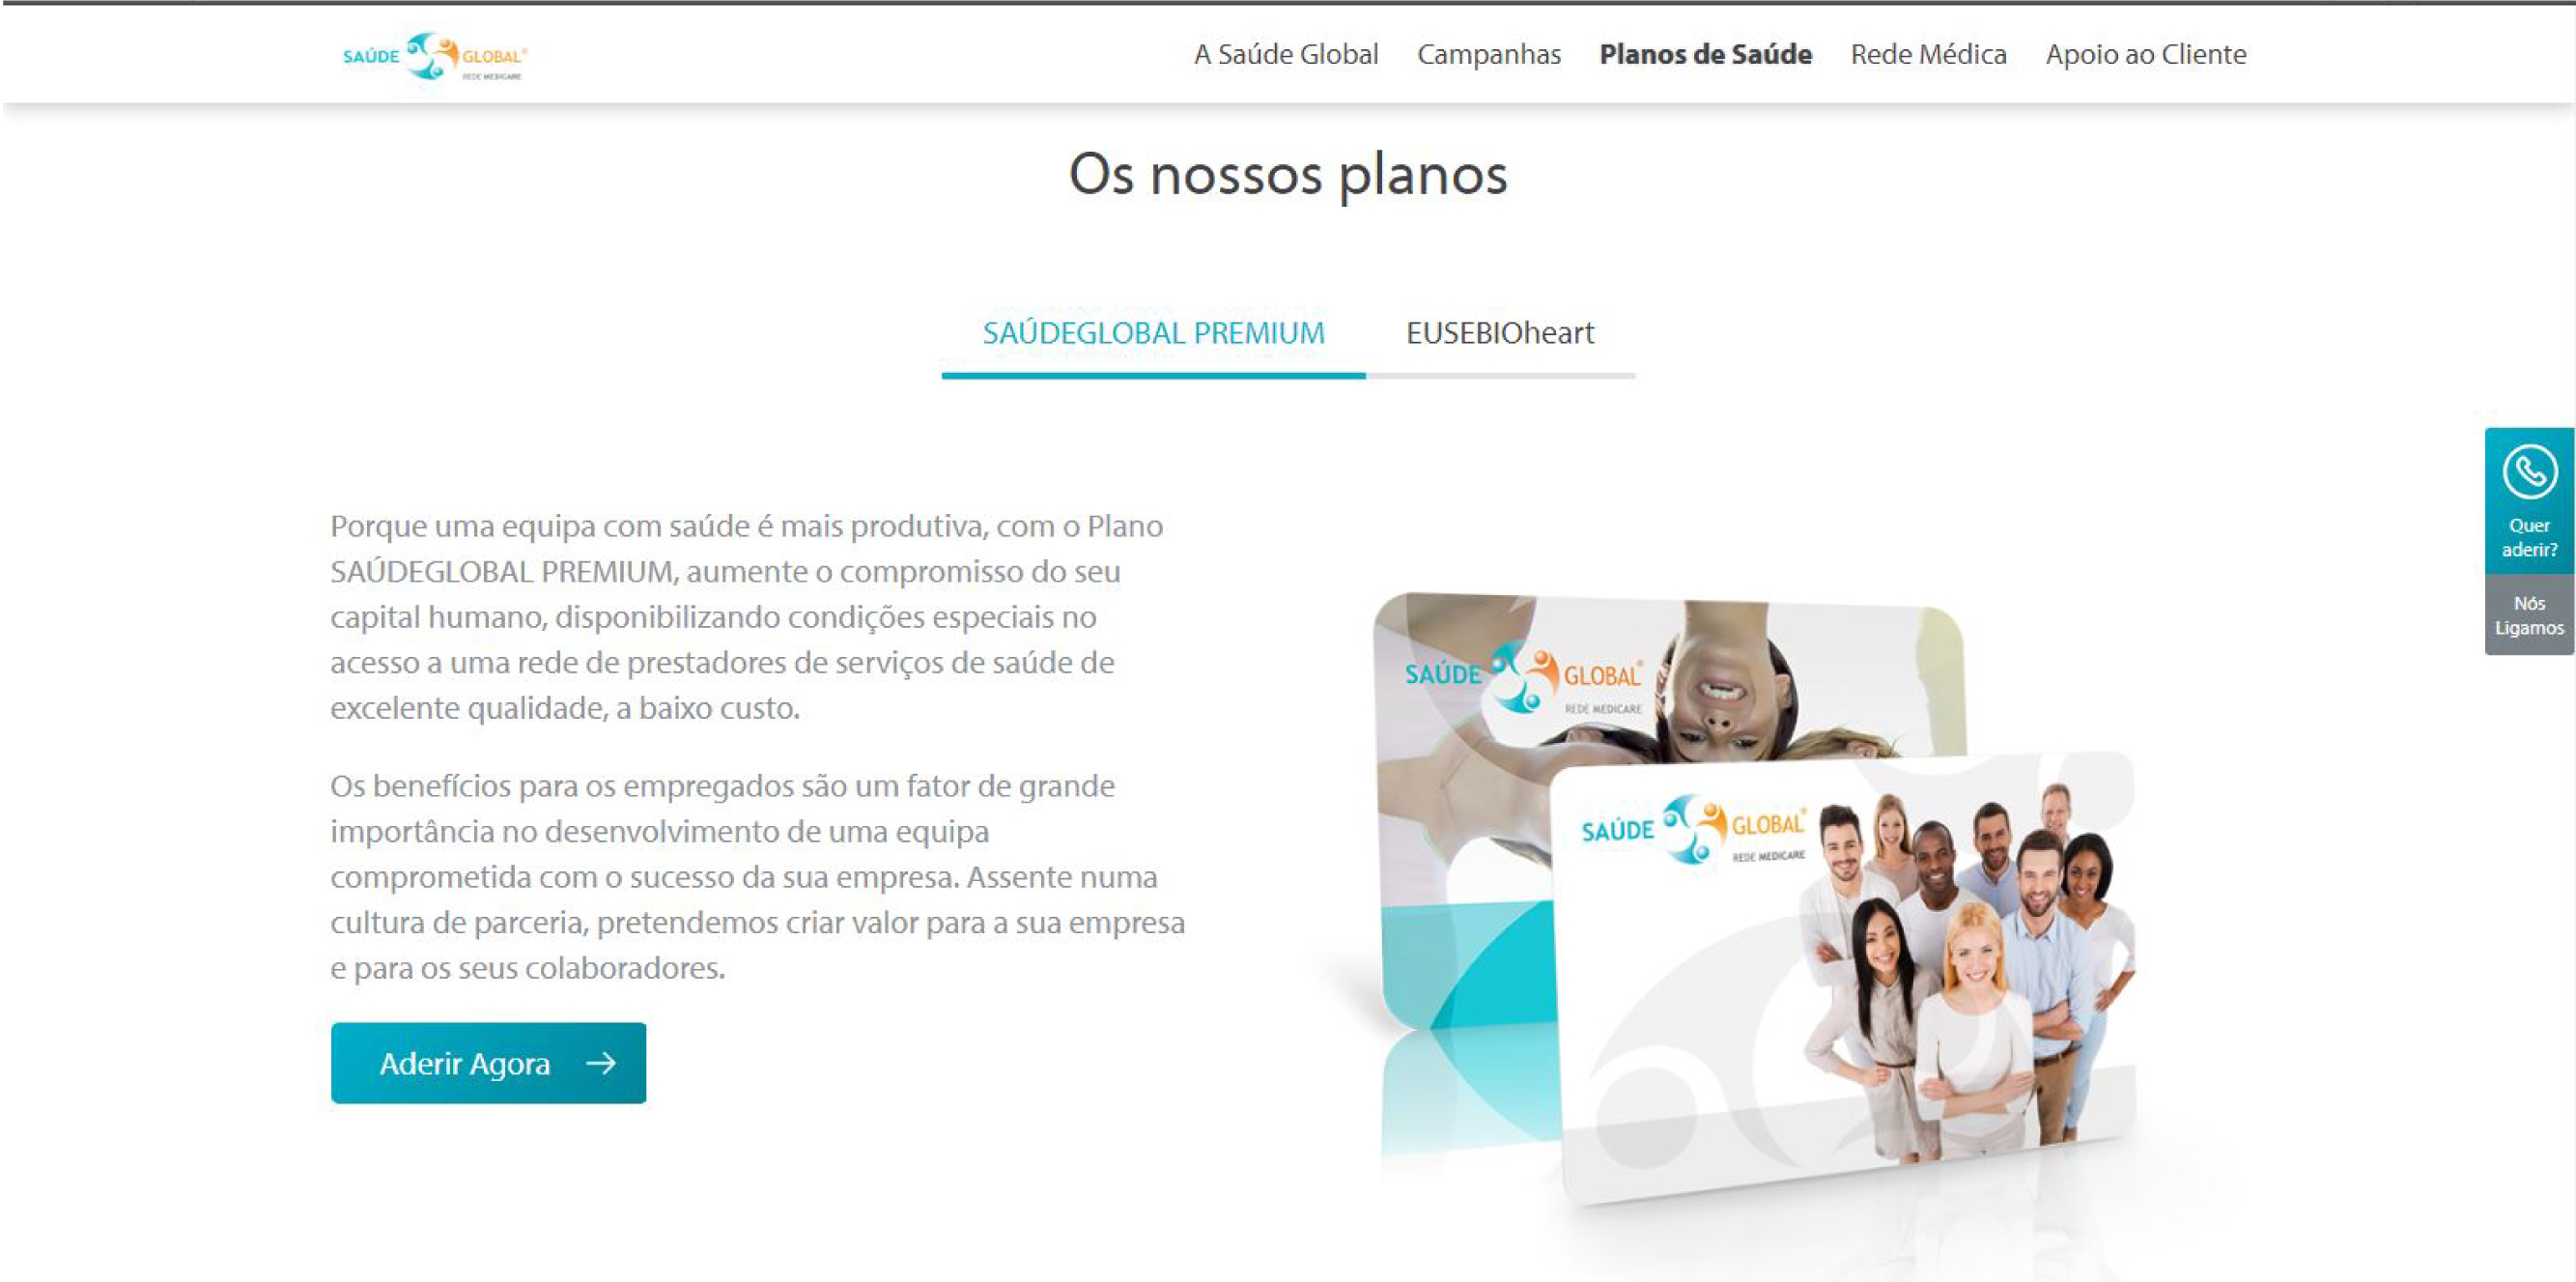 SAÚDE GLOBAL®
REDE MEDICARE
A Saúde Global Campanhas Planos de Saúde Rede Médica Apoio ao Cliente
Os nossos planos
SAÚDEGLOBAL PREMIUM EUSEBIOheart
Porque uma equipa com saúde é mais produtiva, com o Plano
SAÚDEGLOBAL PREMIUM, aumente o compromisso do seu
capital humano, disponibilizando condições especiais no
acesso a uma rede de prestadores de serviços de saúde de
excelente qualidade, a baixo custo.
Os benefícios para os empregados são um fator de grande
importância no desenvolvimento de uma equipa
comprometida com o sucesso da sua empresa. Assente numa
cultura de parceria, pretendemos criar valor para a sua empresa
e para os seus colaboradores.
Aderir Agora →
SAÚDE GLOBAL®
REDE MEDICARE
SAÚDE GLOBAL®
REDE MEDICARE
Quer
aderir?
Nós
Ligamos